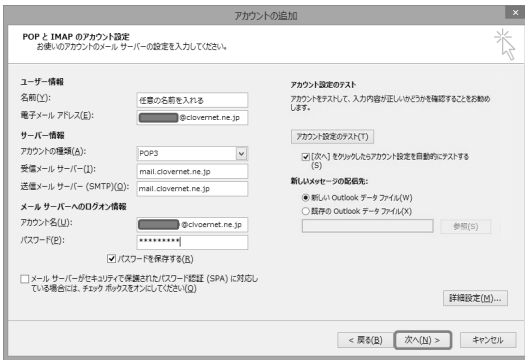 アカウントの追加
POP と IMAP のアカウント設定
お使いのアカウントのメール サーバーの設定を入力してください。
ユーザー情報
名前(Y):
任意の名前を入れる
電子メール アドレス(E):
@clovernet.ne.jp
サーバー情報
アカウントの種類(A):
POP3
受信メール サーバー(I):
mail.clovernet.ne.jp
送信メール サーバー (SMTP)(O):
mail.clovernet.ne.jp
メール サーバーへのログオン情報
アカウント名(U):
@clvoernet.ne.jp
パスワード(P):
*********
パスワードを保存する(R)
メール サーバーがセキュリティで保護されたパスワード認証 (SPA) に対応し
ている場合には、チェック ボックスをオンにしてください(Q)
アカウント設定のテスト
アカウントをテストして、入力内容が正しいかどうかを確認することをお勧め
します。
アカウント設定のテスト(T)
[次へ] をクリックしたらアカウント設定を自動的にテストする
(S)
新しいメッセージの配信先:
新しい Outlook データ ファイル(W)
既存の Outlook データ ファイル(X)
参照(S)
詳細設定(M)...
< 戻る(B)
次へ(N) >
キャンセル